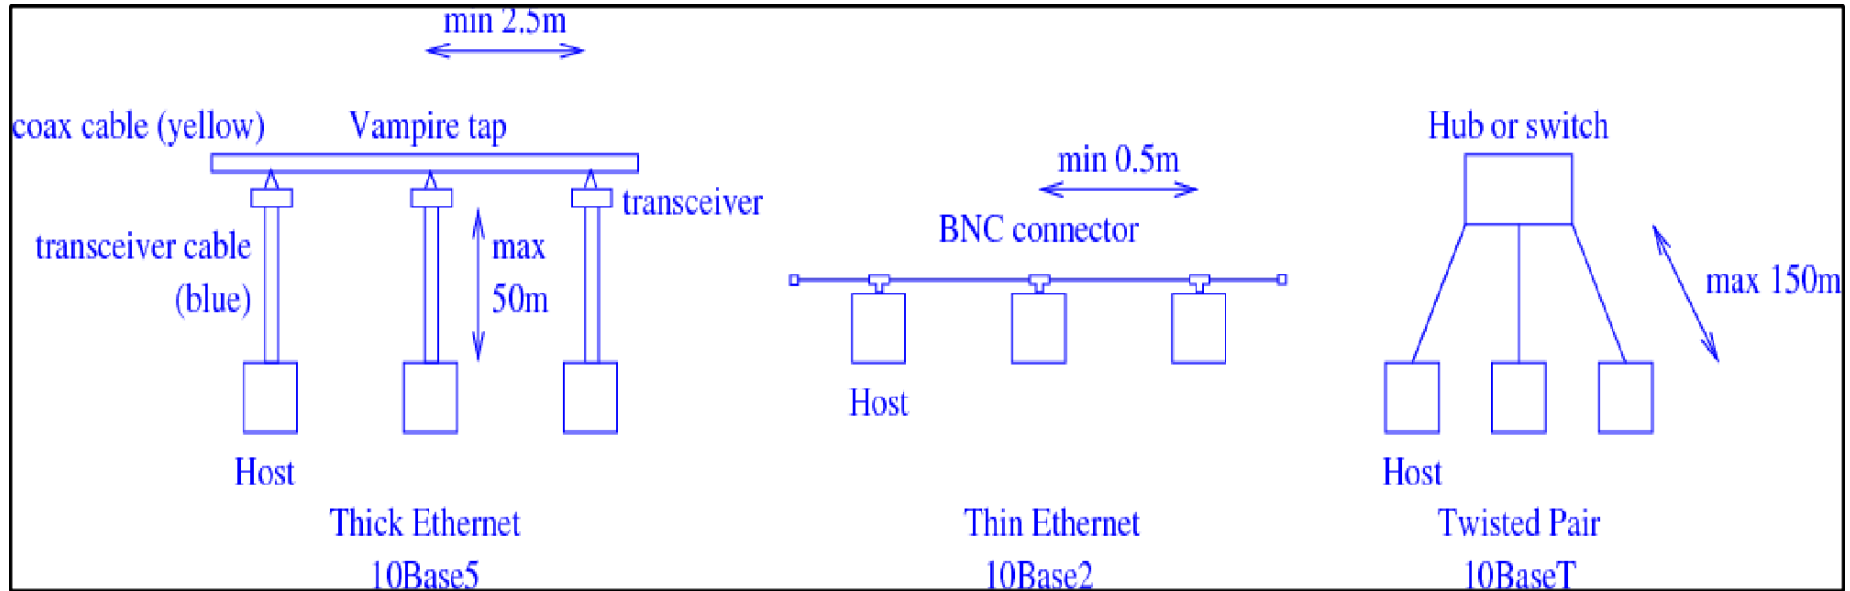 min 2.5m
coax cable (yellow)
Vampire tap
transceiver
transceiver cable
(blue)
max
50m
Host
Thick Ethernet
10Base5
min 0.5m
BNC connector
Host
Thin Ethernet
10Base2
Hub or switch
max 150m
Host
Twisted Pair
10BaseT